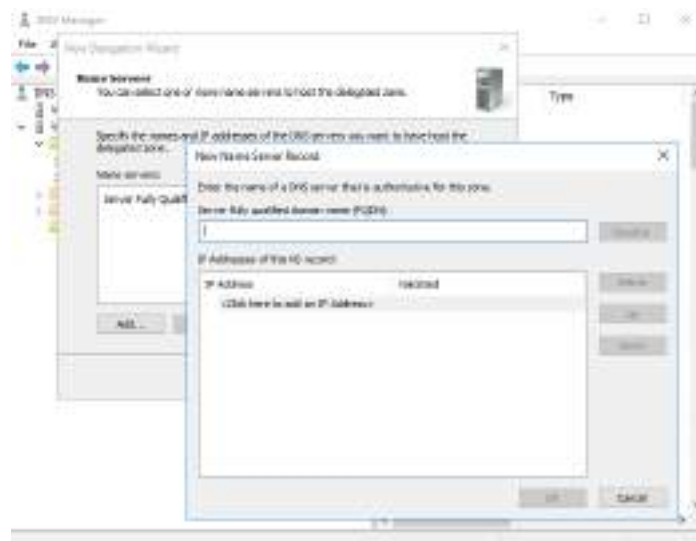 DNS Manager
File
New Delegation Wizard
Name Servers
You can select one or more name servers to host the delegated zone.
Type
Specify the names and IP addresses of the DNS servers you want to have host the
delegated zone.
Name servers:
Server Fully Qualif
Add...
New Name Server Record
Enter the name of a DNS server that is authoritative for this zone.
Server fully qualified domain name (FQDN):
Resolve
IP Addresses of this NS record:
IP Address Validated
<Click here to add an IP Address>
Delete
Up
Down
OK Cancel